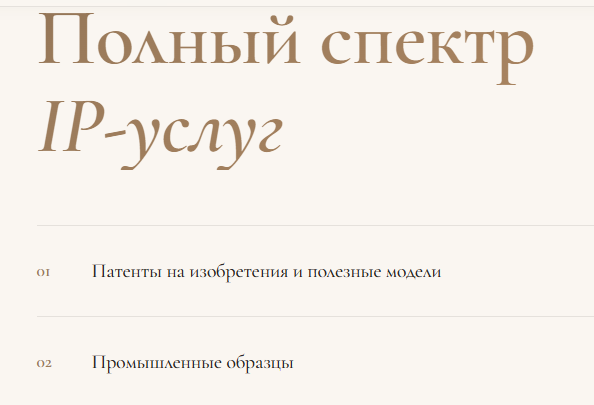 Полный спектр
IP-услуг
01 Патенты на изобретения и полезные модели
02 Промышленные образцы